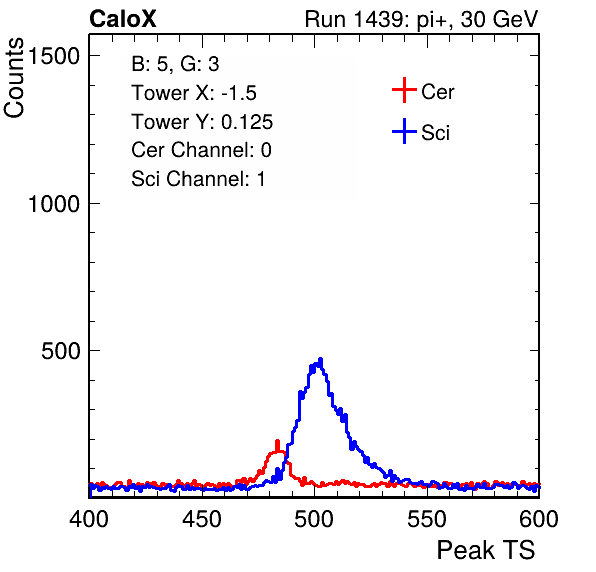 CaloX Run 1439: pi+, 30 GeV
Counts
1500
1000
500
B: 5, G: 3
Tower X: -1.5
Tower Y: 0.125
Cer Channel: 0
Sci Channel: 1
Cer
Sci
400 450 500 550 600
Peak TS